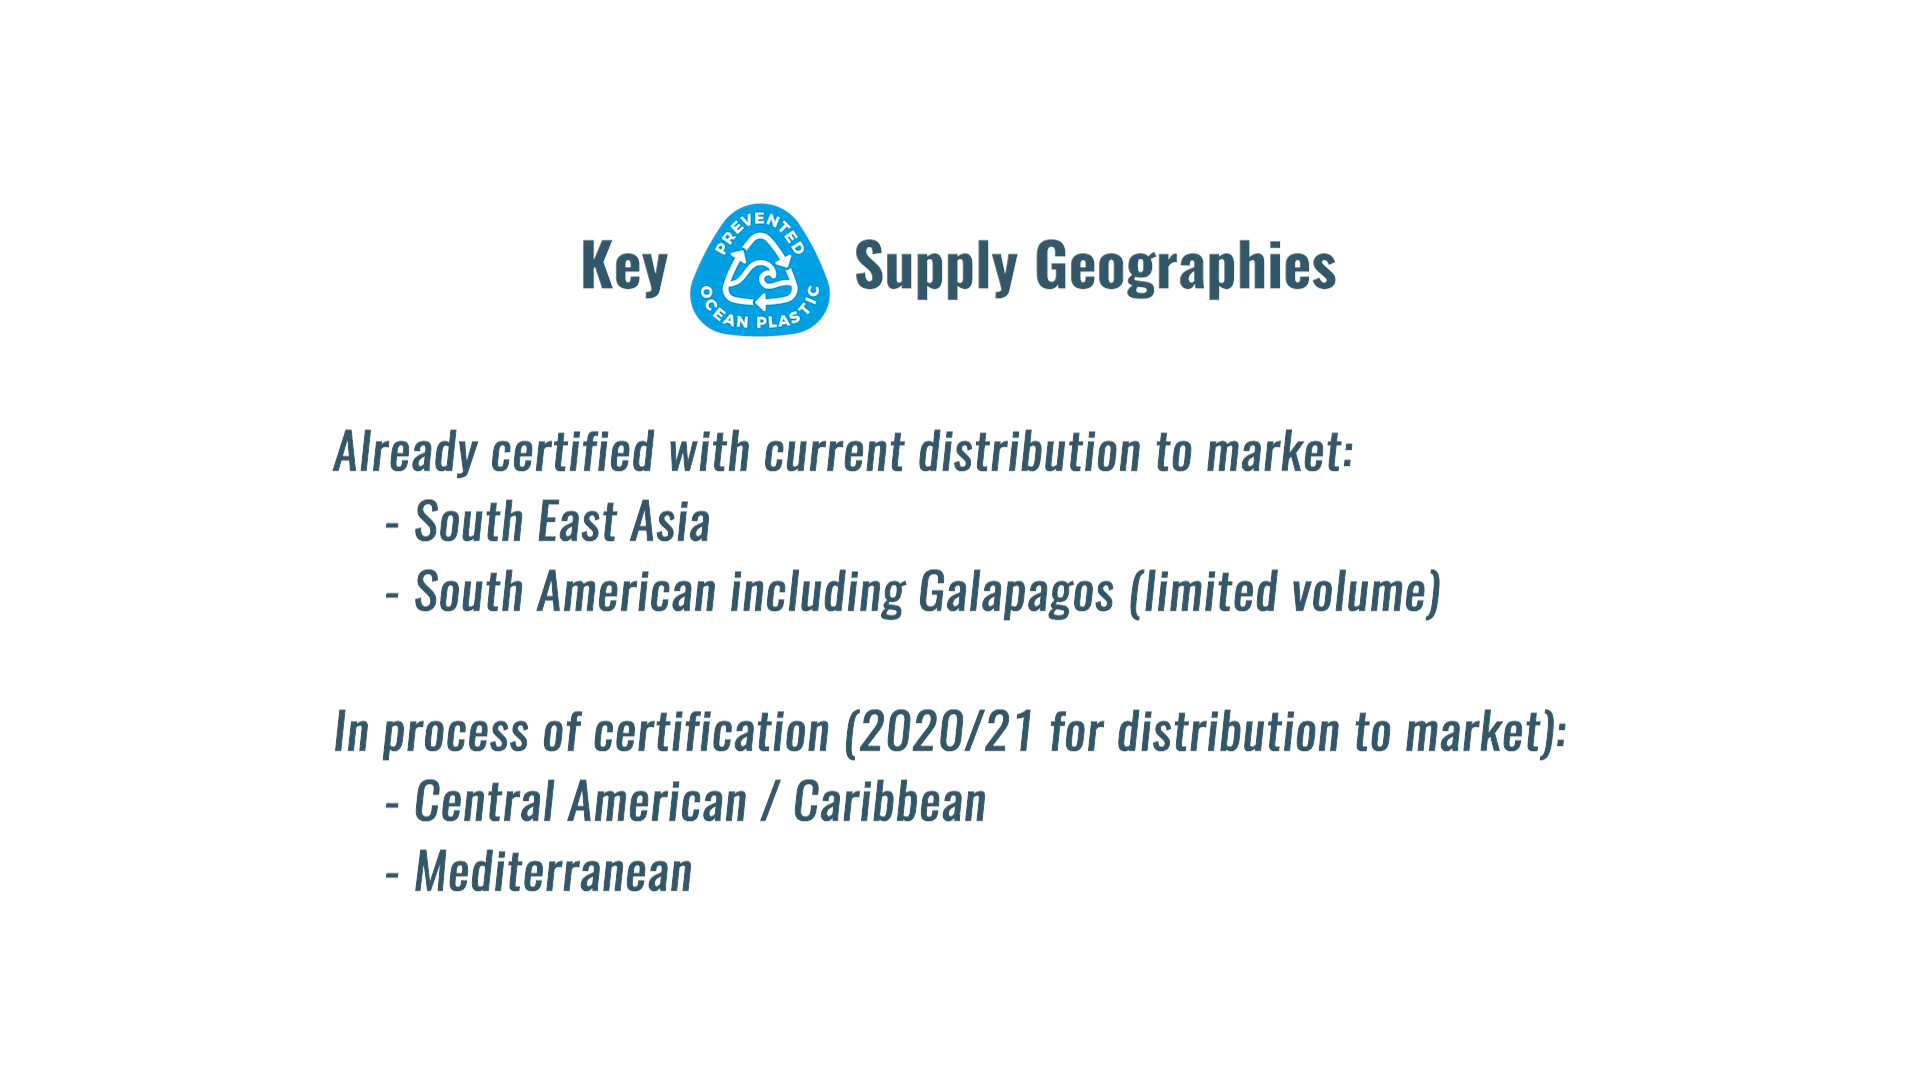 Key PREVENTED OCEAN PLASTIC Supply Geographies
Already certified with current distribution to market:
- South East Asia
- South American including Galapagos (limited volume)
In process of certification (2020/21 for distribution to market):
- Central American / Caribbean
- Mediterranean